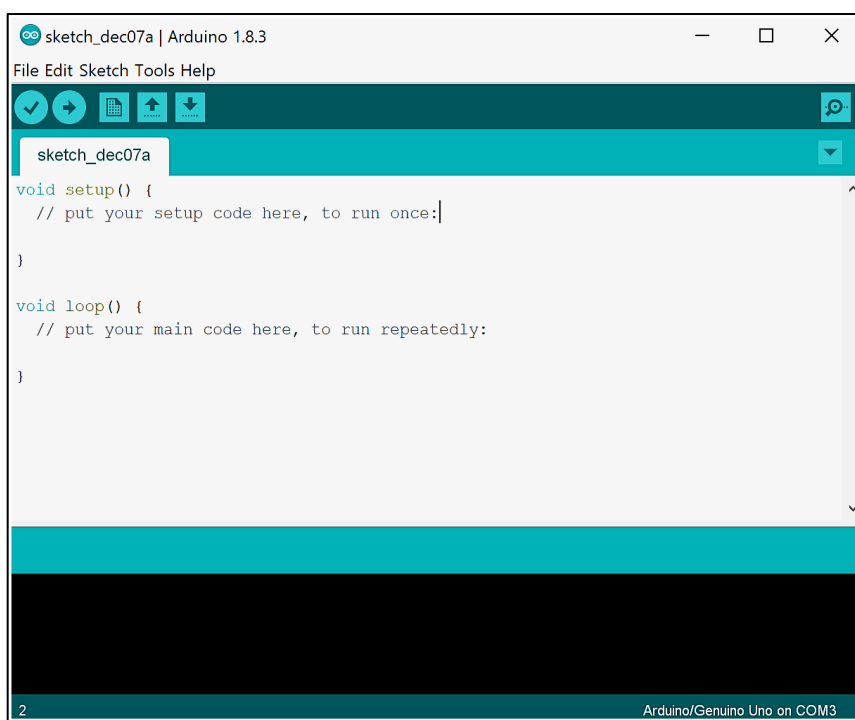 sketch_dec07a | Arduino 1.8.3
File Edit Sketch Tools Help
sketch_dec07a
void setup() {
  // put your setup code here, to run once:
}
void loop() {
  // put your main code here, to run repeatedly:
}
2
Arduino/Genuino Uno on COM3